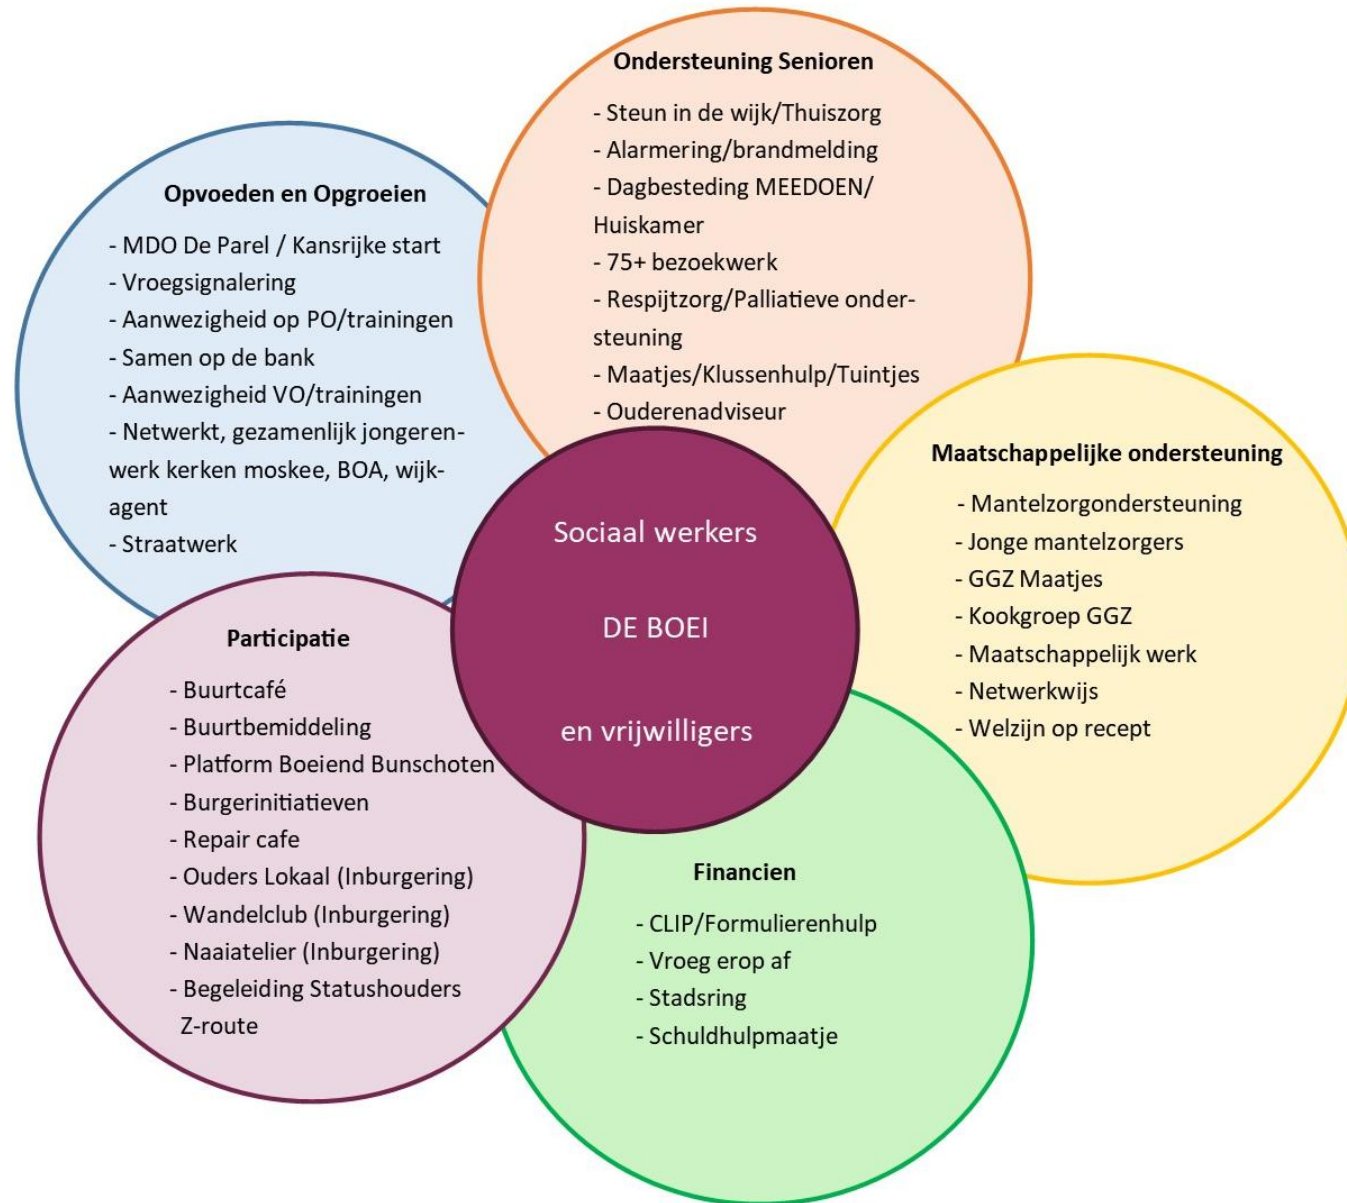 Ondersteuning Senioren
- Steun in de wijk/Thuiszorg
- Alarmering/brandmelding
- Dagbesteding MEEDOEN/
Huiskamer
- 75+ bezoekwerk
- Respijtzorg/Palliatieve onder-
steuning
- Maatjes/Klussenhulp/Tuintjes
- Ouderenadviseur
Opvoeden en Opgroeien
- MDO De Parel / Kansrijke start
- Vroegsignalering
- Aanwezigheid op PO/trainingen
- Samen op de bank
- Aanwezigheid VO/trainingen
- Netwerkt, gezamenlijk jongeren-
werk kerken moskee, BOA, wijk-
agent
- Straatwerk
Maatschappelijke ondersteuning
- Mantelzorgondersteuning
- Jonge mantelzorgers
- GGZ Maatjes
- Kookgroep GGZ
- Maatschappelijk werk
- Netwerkwijs
- Welzijn op recept
Sociaal werkers
DE BOEI
en vrijwilligers
Participatie
- Buurtcafé
- Buurtbemiddeling
- Platform Boeiend Bunschoten
- Burgerinitiatieven
- Repair cafe
- Ouders Lokaal (Inburgering)
- Wandelclub (Inburgering)
- Naaiatelier (Inburgering)
- Begeleiding Statushouders
Z-route
Financien
- CLIP/Formulierenhulp
- Vroeg erop af
- Stadsring
- Schuldhulpmaatje